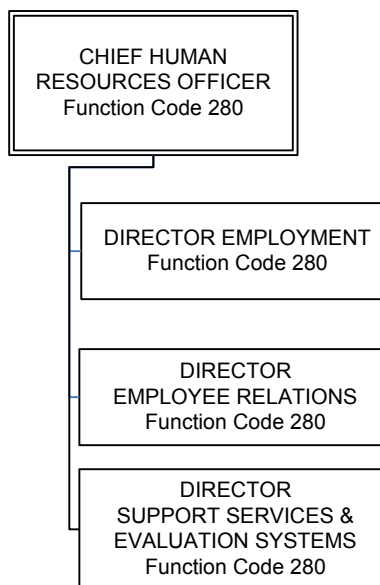 CHIEF HUMAN
RESOURCES OFFICER
Function Code 280
DIRECTOR EMPLOYMENT
Function Code 280
DIRECTOR
EMPLOYEE RELATIONS
Function Code 280
DIRECTOR
SUPPORT SERVICES &
EVALUATION SYSTEMS
Function Code 280